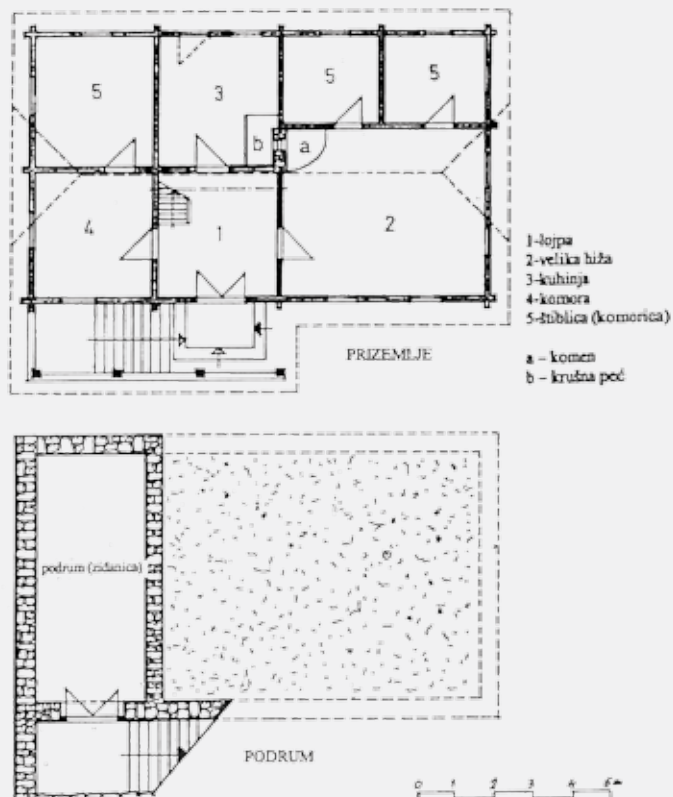 5
3
5
5
b
a
4
1
2
1-lojpa
2-velika hiža
3-kuhinja
4-komora
5-štiblica (komorica)
a – komen
b – krušna peć
PRIZEMLJE
podrum (zidanica)
PODRUM
0 1 2 3 4 5m